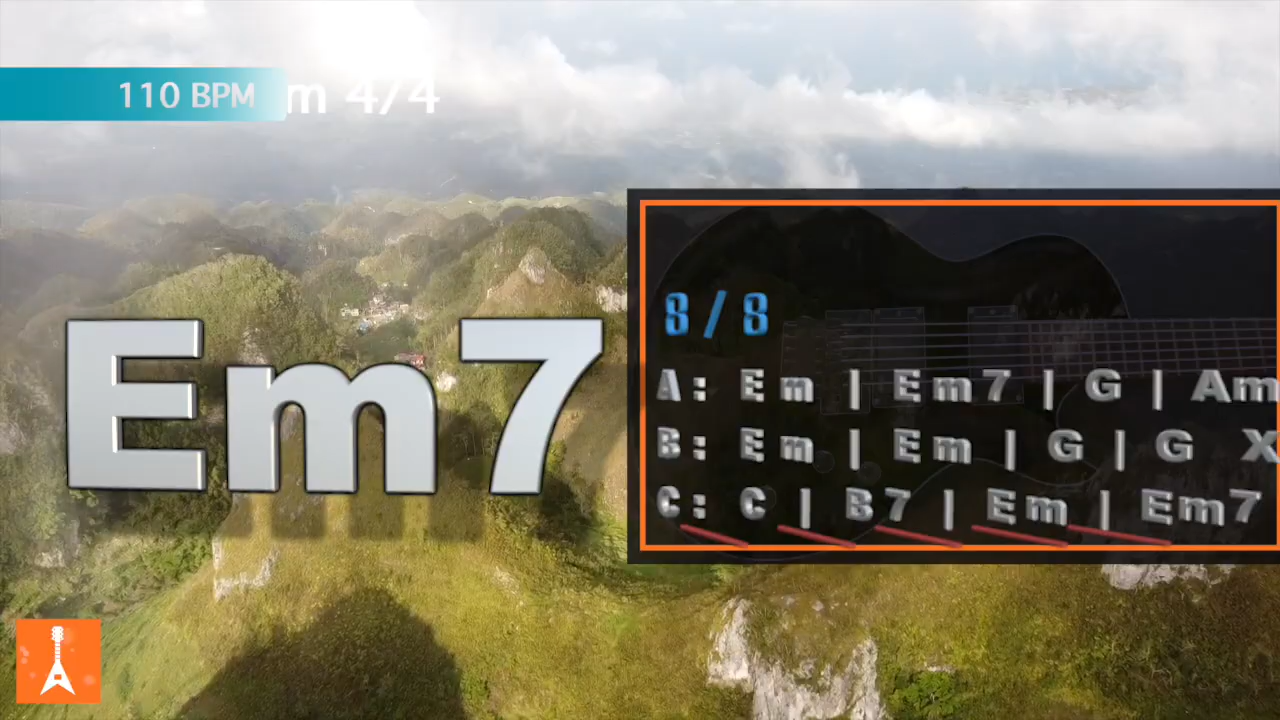 110 BPM
m 4/4
Em7
8/8
A: Em | Em7 | G | Am
B: Em | Em | G | G X
C: C | B7 | Em | Em7